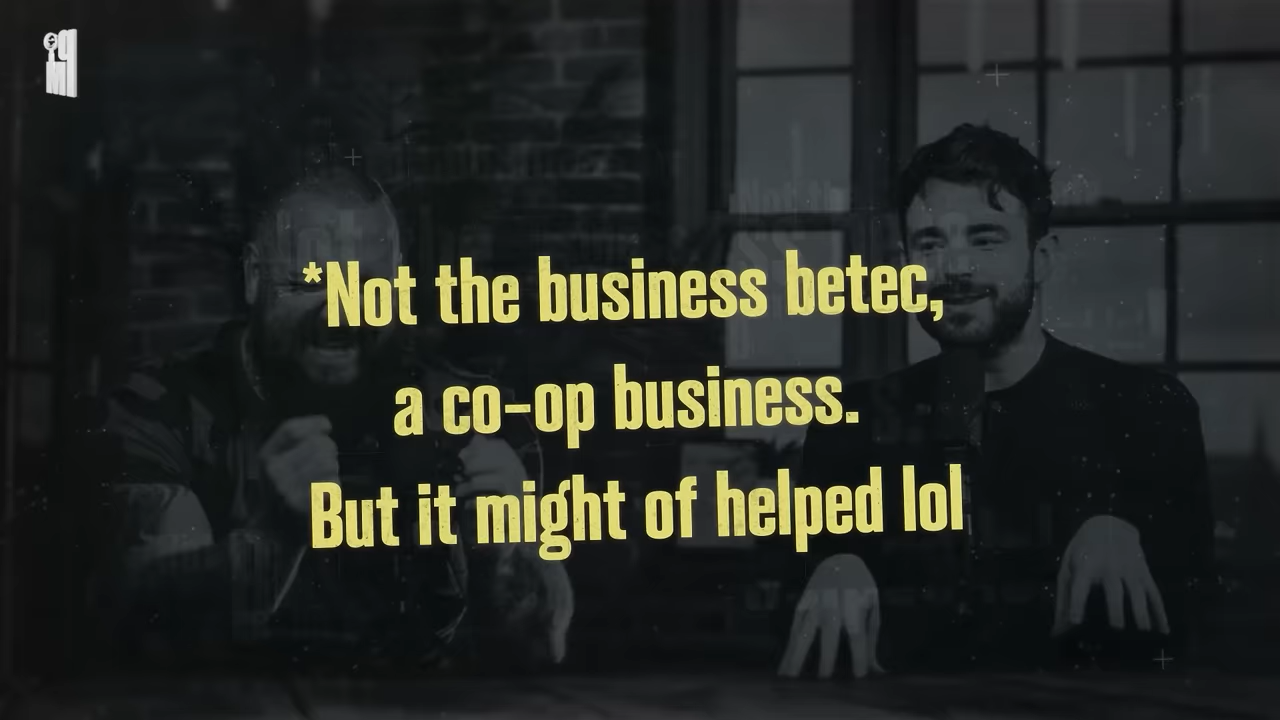 *Not the business betec,
a co-op business.
But it might of helped lol